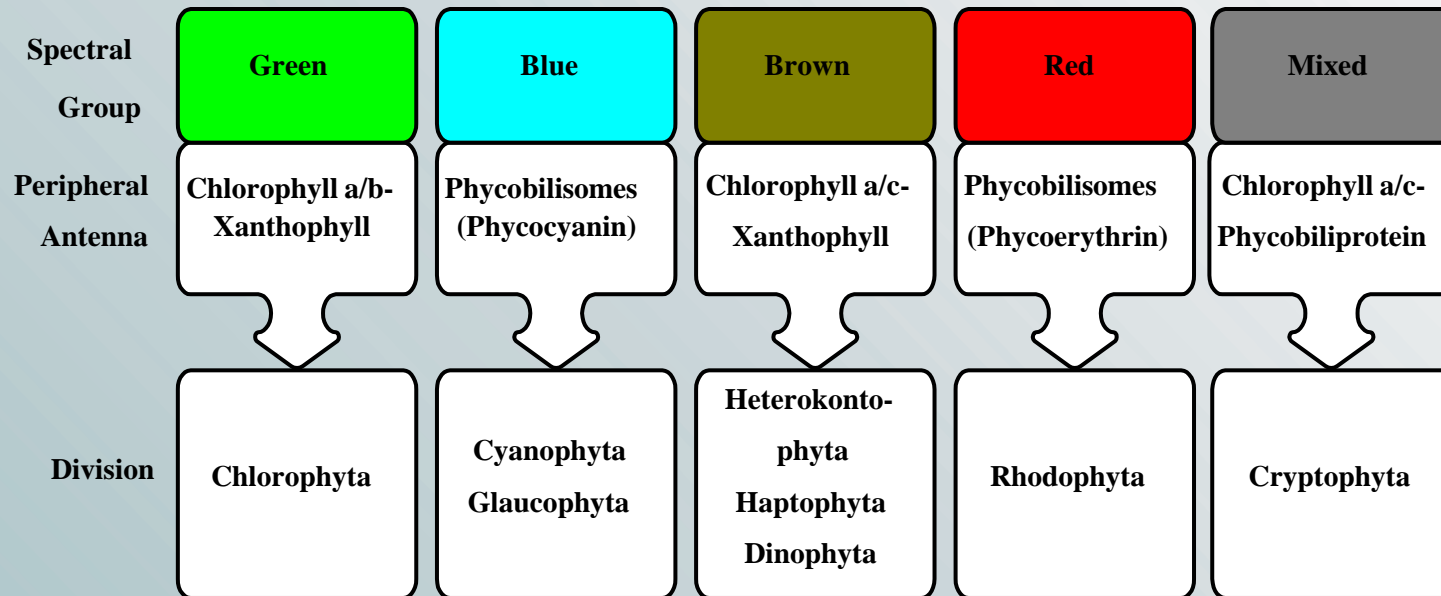 Spectral
Group
Green
Blue
Brown
Red
Mixed
Peripheral
Antenna
Chlorophyll a/b-
Xanthophyll
Phycobilisomes
(Phycocyanin)
Chlorophyll a/c-
Xanthophyll
Phycobilisomes
(Phycoerythrin)
Chlorophyll a/c-
Phycobiliprotein
Division
Chlorophyta
Cyanophyta
Glaucophyta
Heterokonto-
phyta
Haptophyta
Dinophyta
Rhodophyta
Cryptophyta